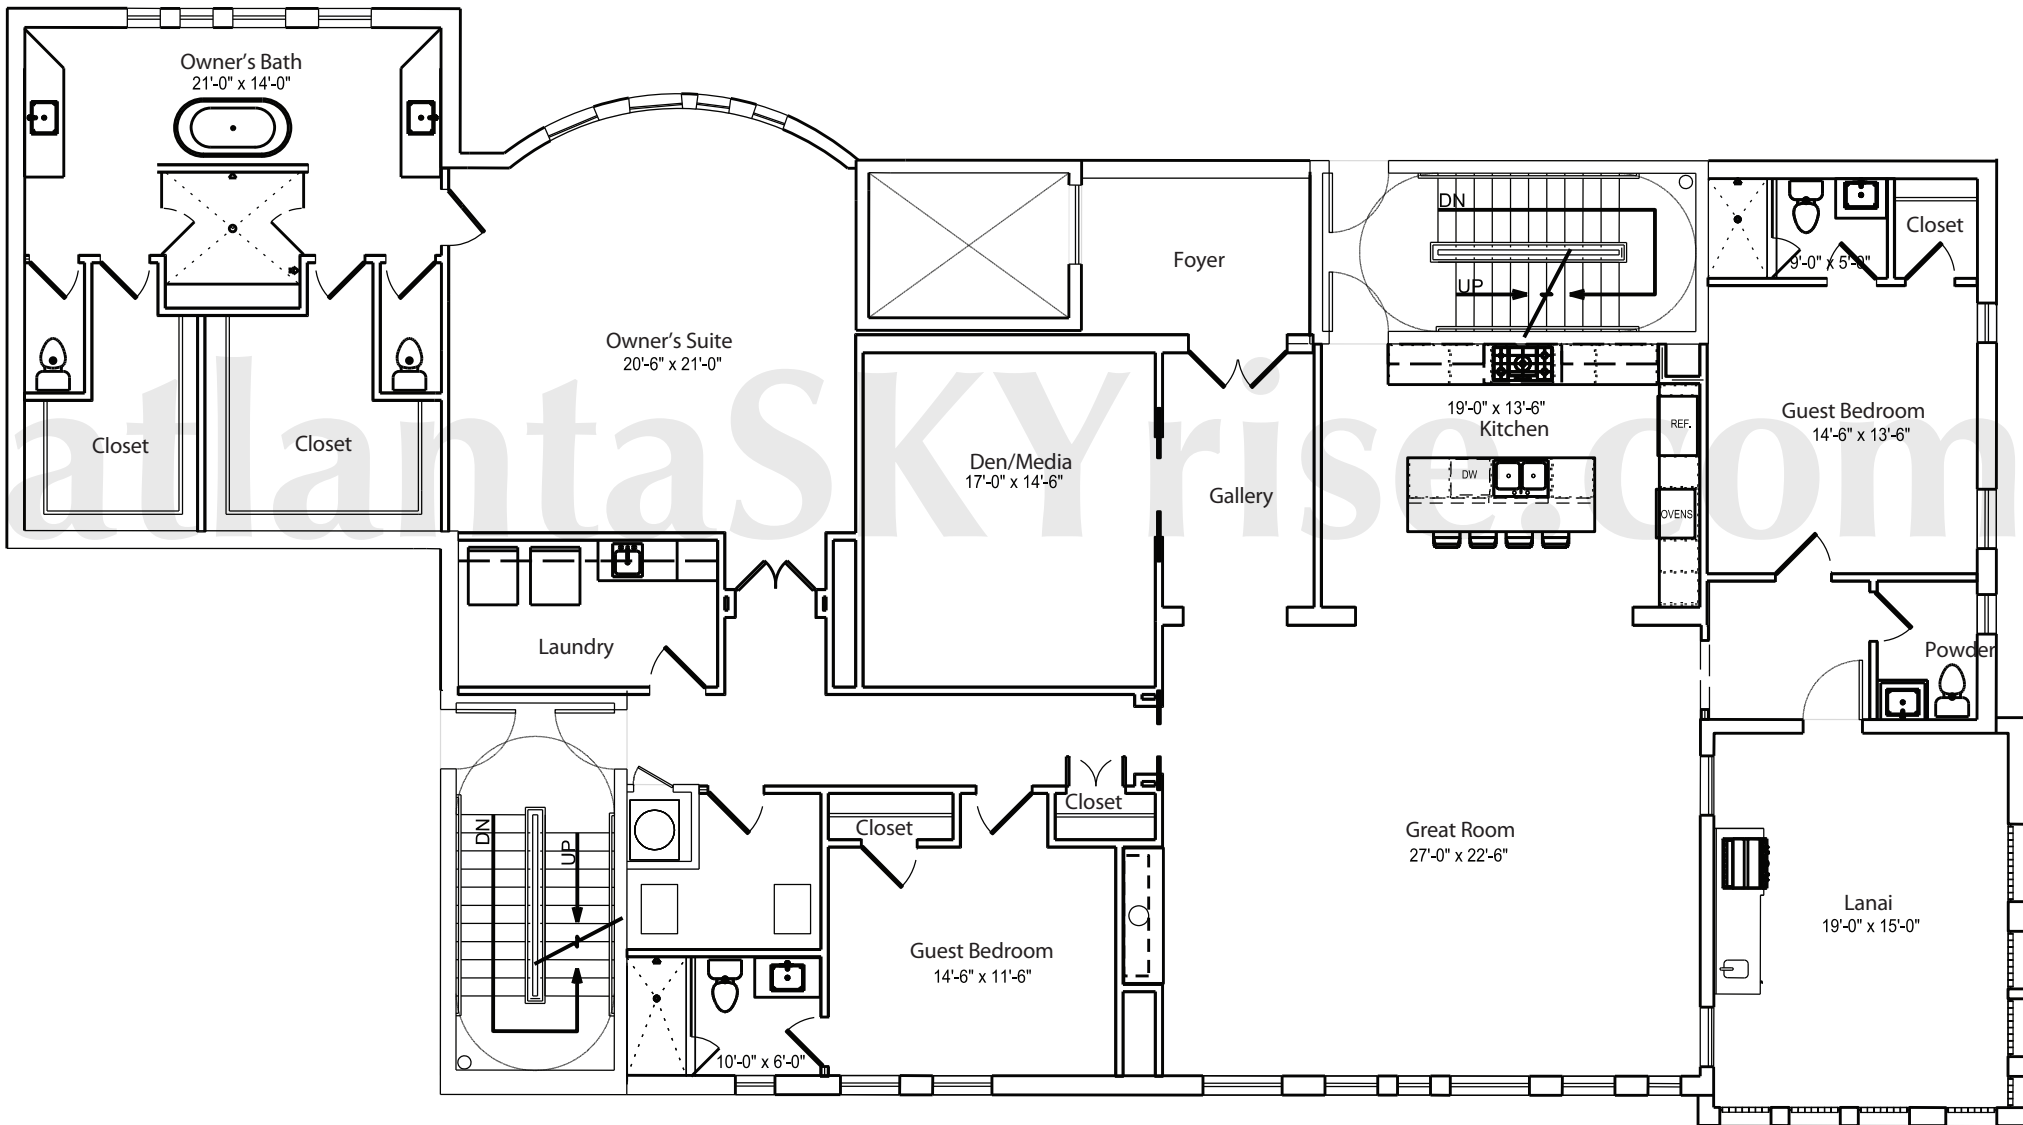 Owner's Bath
21'-0" x 14'-0"
DN
UP
Foyer
Closet
9'-0" x 5'-0"
Owner's Suite
20'-6" x 21'-0"
19'-0" x 13'-6"
Kitchen
REF.
Guest Bedroom
14'-6" x 13'-6"
Closet
Closet
Den/Media
17'-0" x 14'-6"
Gallery
DW
OVENS
atlantaSKYrise.com
Laundry
Powder
DN
UP
Closet
Closet
Great Room
27'-0" x 22'-6"
Lanai
19'-0" x 15'-0"
Guest Bedroom
14'-6" x 11'-6"
10'-0" x 6'-0"